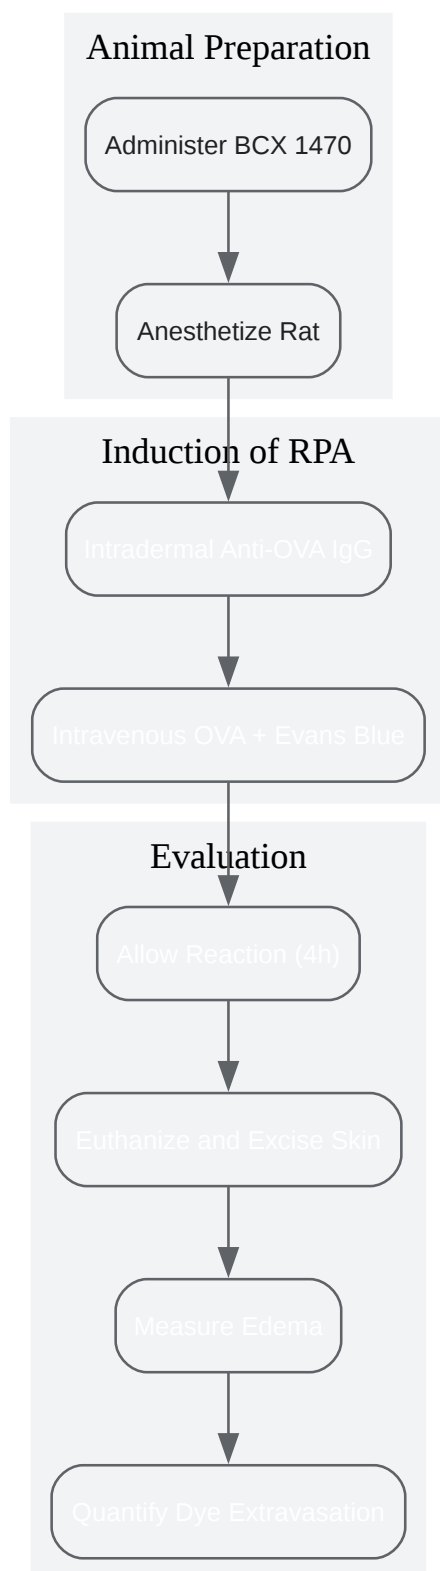 Animal Preparation
Administer BCX 1470
Anesthetize Rat
Induction of RPA
Intradermal Anti-OVA IgG
Intravenous OVA + Evans Blue
Evaluation
Allow Reaction (4h)
Euthanize and Excise Skin
Measure Edema
Quantify Dye Extravasation